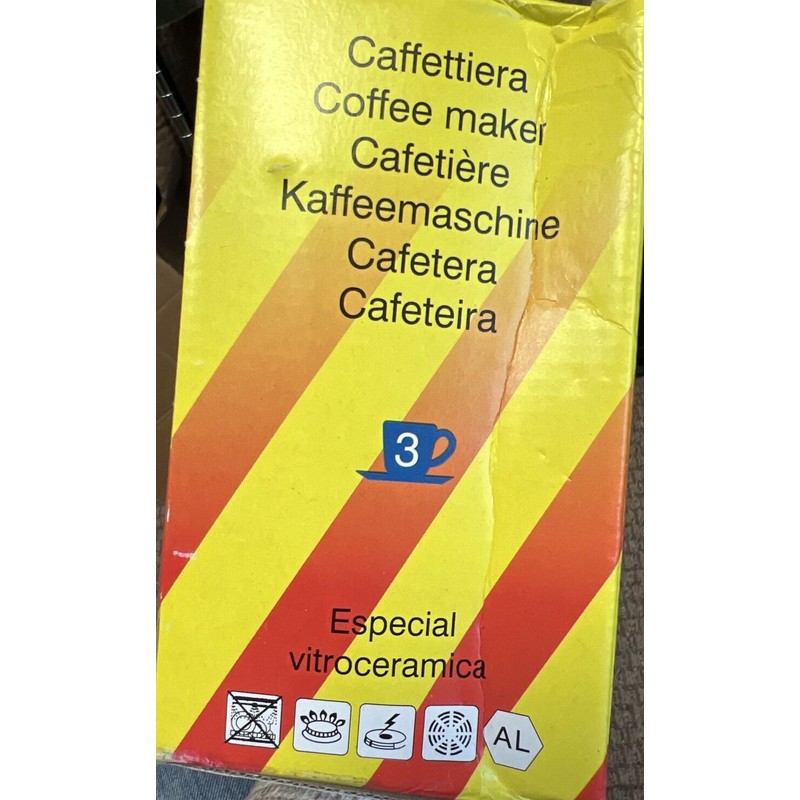 Caffettiera
Coffee maker
Cafetière
Kaffeemaschine
Cafetera
Cafeteira
3
Especial
vitroceramica
AL